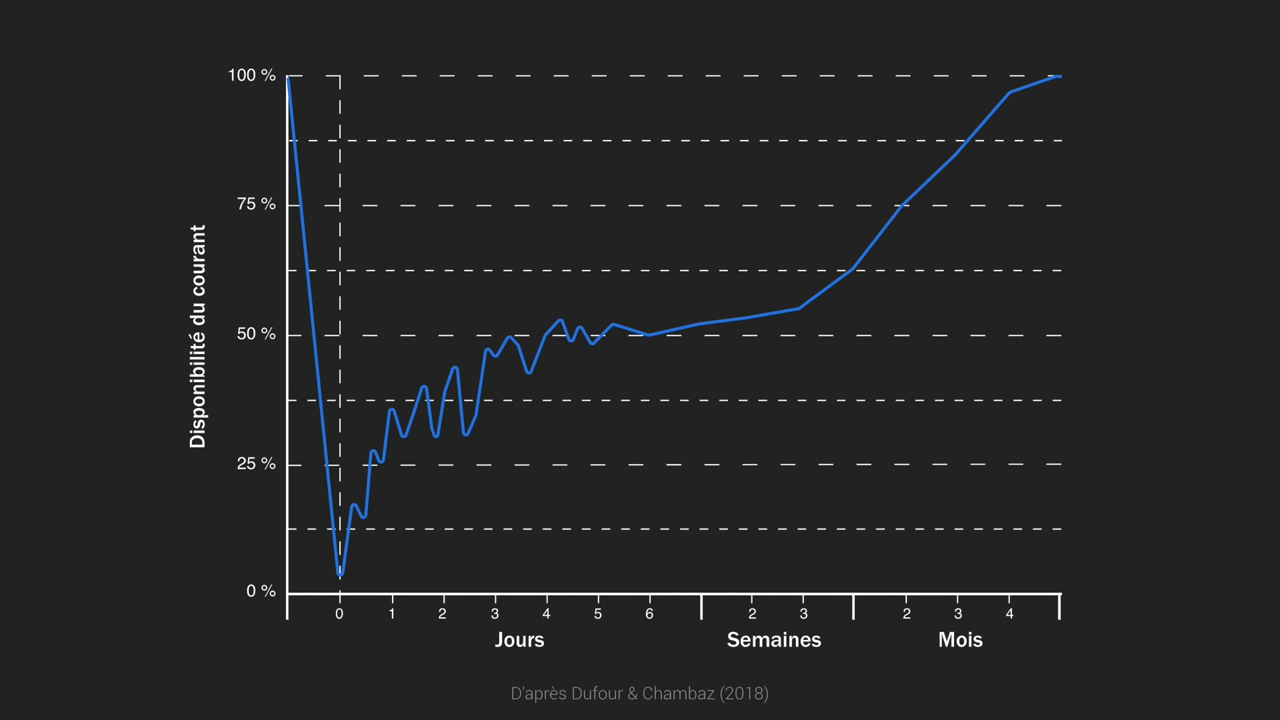 100 %
75 %
50 %
25 %
0 %
Disponibilité du courant
0 1 2 3 4 5 6 2 3 2 3 4
Jours Semaines Mois
D'après Dufour & Chambaz (2018)